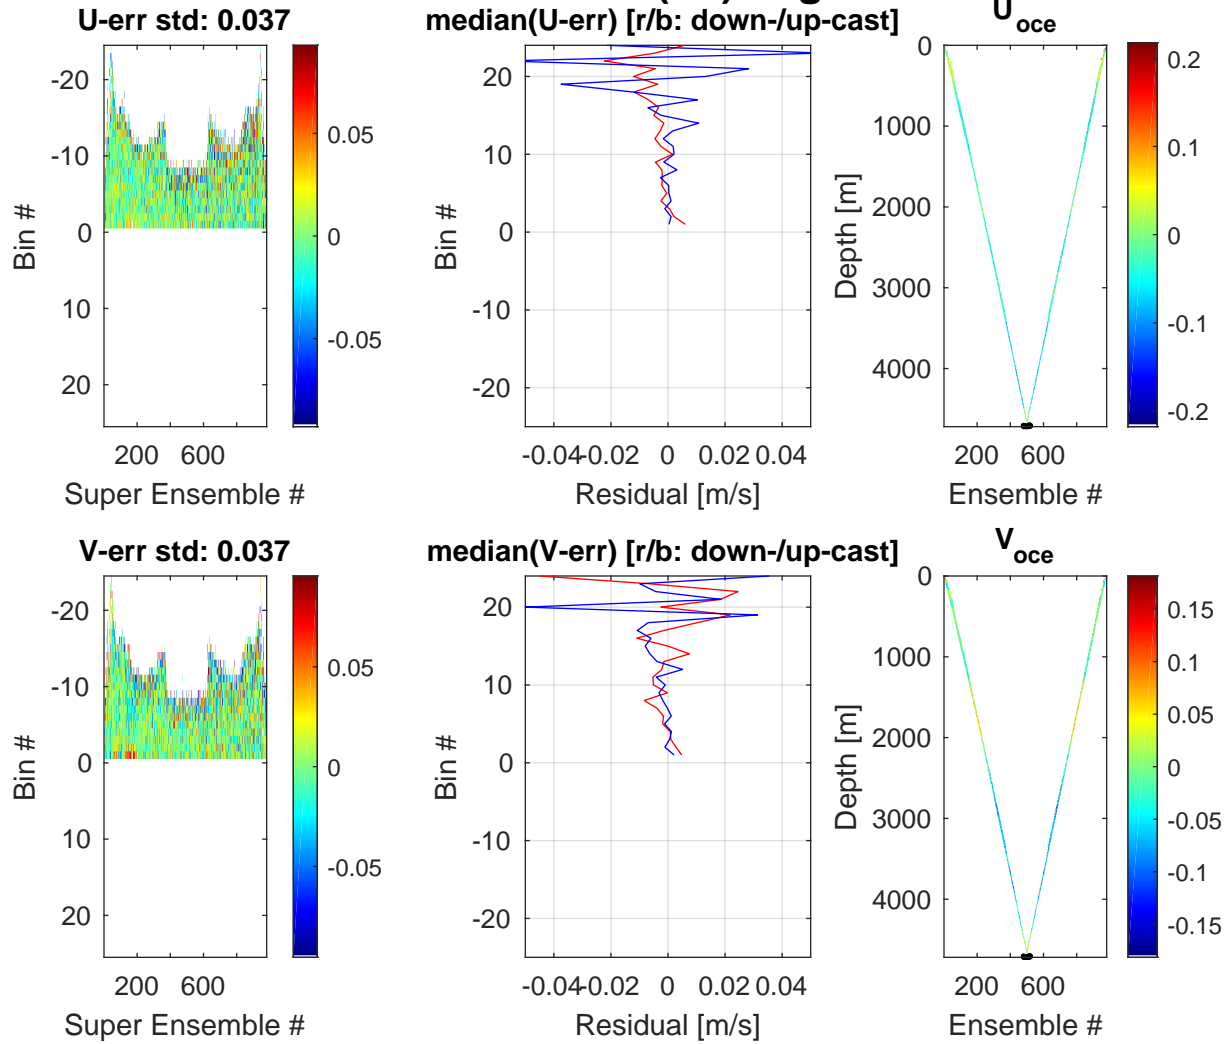 U-err std: 0.037
-20
-10
0
10
20
200 600
Super Ensemble #
Bin #
0.05
0
-0.05
median(U-err) [r/b: down-/up-cast]
20
10
0
-10
-20
-0.04 -0.02 0 0.02 0.04
Residual [m/s]
Bin #
U_oce
0
1000
2000
3000
4000
200 600
Ensemble #
Depth [m]
0.2
0.1
0
-0.1
-0.2
V-err std: 0.037
-20
-10
0
10
20
200 600
Super Ensemble #
Bin #
0.05
0
-0.05
median(V-err) [r/b: down-/up-cast]
20
10
0
-10
-20
-0.04 -0.02 0 0.02 0.04
Residual [m/s]
Bin #
V_oce
0
1000
2000
3000
4000
200 600
Ensemble #
Depth [m]
0.15
0.1
0.05
0
-0.05
-0.1
-0.15